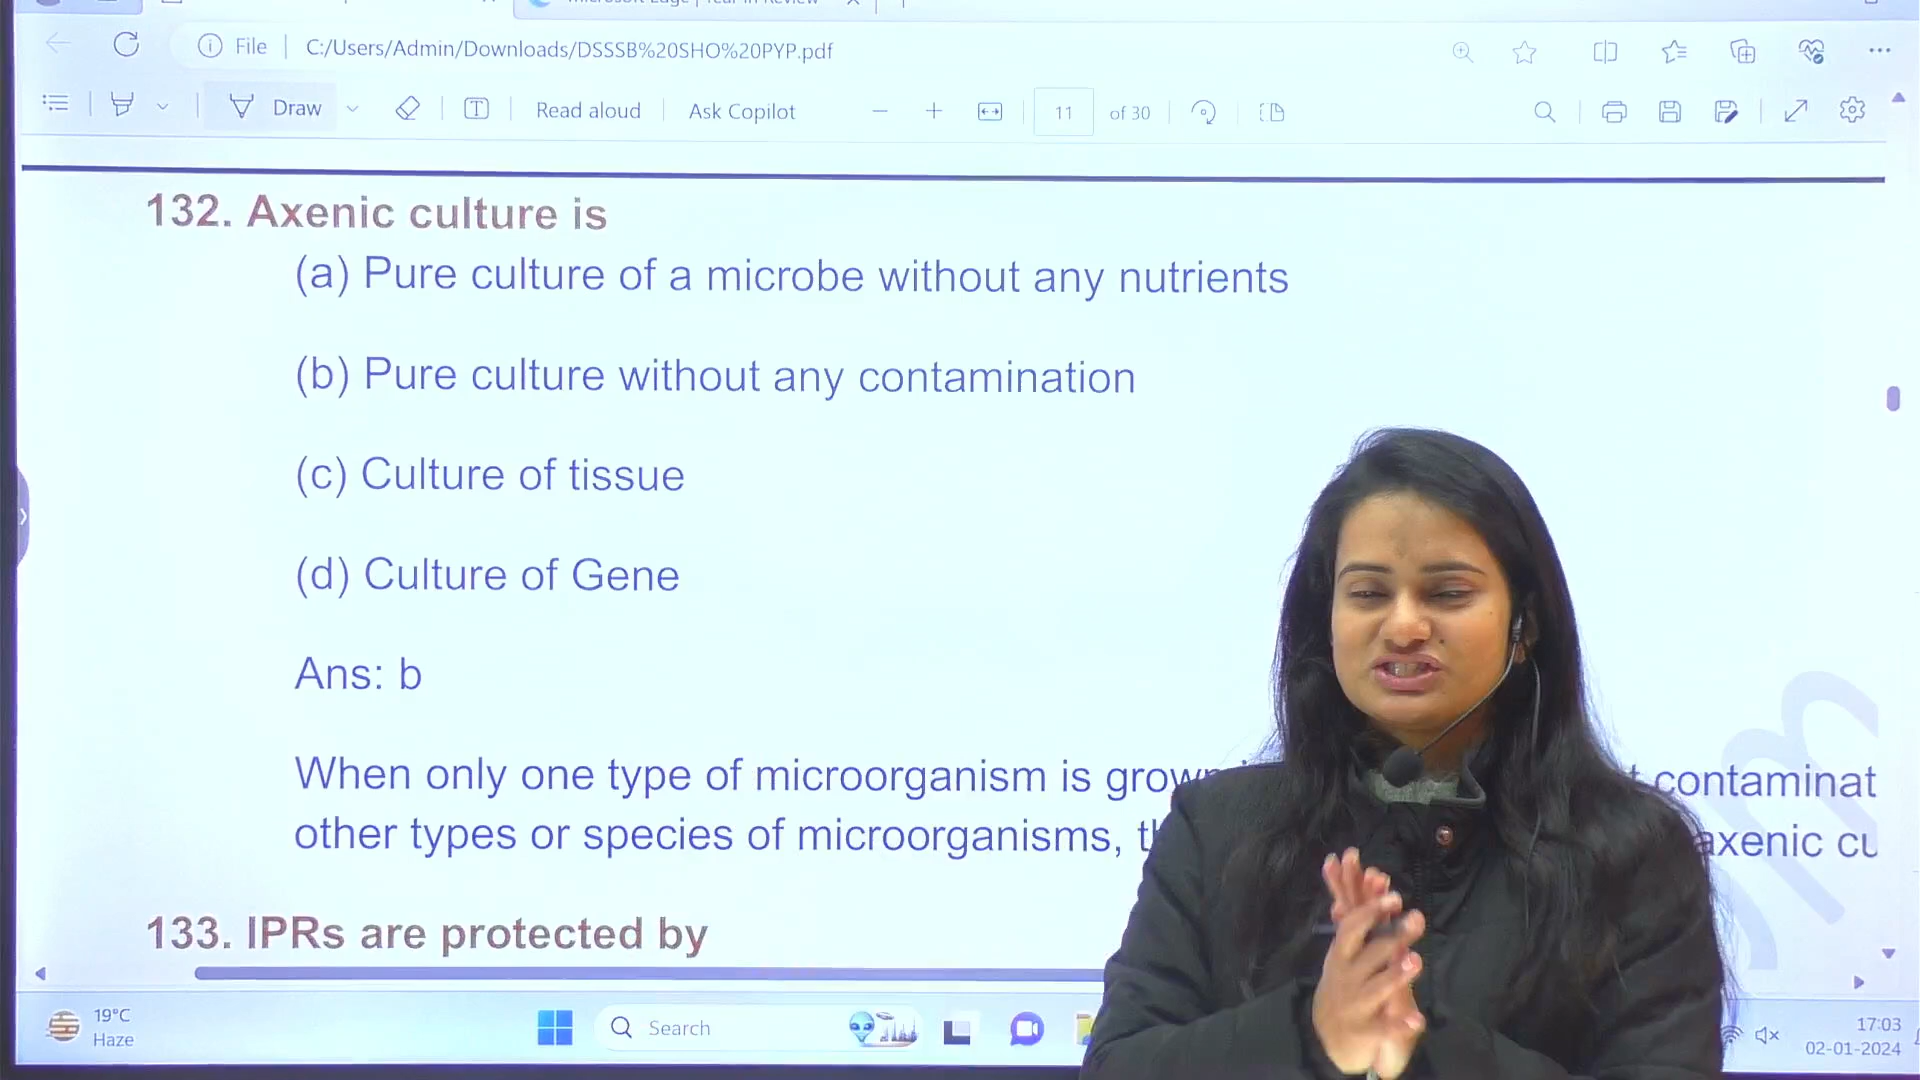 File
C:/Users/Admin/Downloads/DSSSB%20SHO%20PYP.pdf
Draw
Read aloud
Ask Copilot
11
of 30
132. Axenic culture is
(a) Pure culture of a microbe without any nutrients
(b) Pure culture without any contamination
(c) Culture of tissue
(d) Culture of Gene
Ans: b
When only one type of microorganism is grown contaminat
other types or species of microorganisms, axenic cu
133. IPRs are protected by
19°C
Haze
Search
17:03
02-01-2024